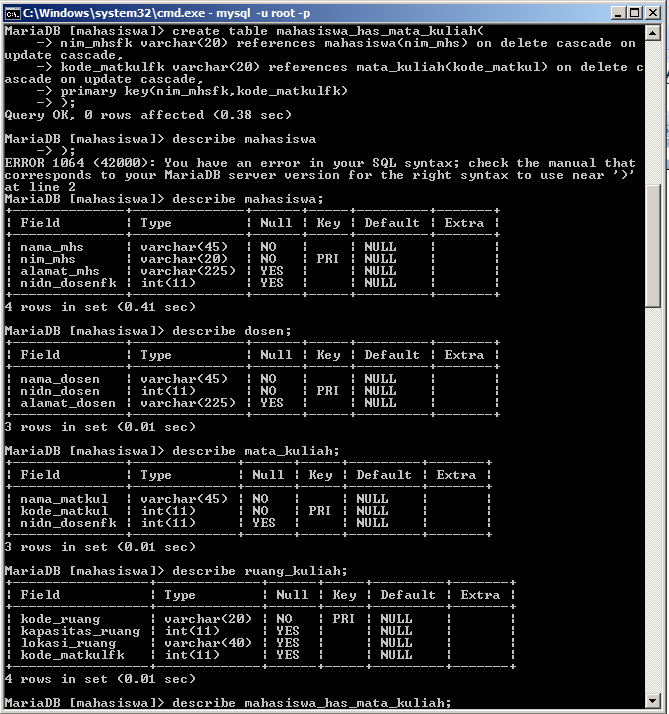 C:\Windows\system32\cmd.exe - mysql -u root -p
MariaDB [mahasiswa]> create table mahasiswa_has_mata_kuliah(
-> nim_mhsfk varchar(20) references mahasiswa(nim_mhs) on delete cascade on
update cascade,
-> kode_matkulfk varchar(20) references mata_kuliah(kode_matkul) on delete c
ascade on update cascade,
-> primary key(nim_mhsfk,kode_matkulfk)
-> );
Query OK, 0 rows affected (0.38 sec)
MariaDB [mahasiswa]> describe mahasiswa
-> );
ERROR 1064 (42000): You have an error in your SQL syntax; check the manual that
corresponds to your MariaDB server version for the right syntax to use near ')'
at line 2
MariaDB [mahasiswa]> describe mahasiswa;
+--------------+--------------+------+-----+---------+-------+
| Field | Type | Null | Key | Default | Extra |
+--------------+--------------+------+-----+---------+-------+
| nama_mhs | varchar(45) | NO | | NULL | |
| nim_mhs | varchar(20) | NO | PRI | NULL | |
| alamat_mhs | varchar(225) | YES | | NULL | |
| nidn_dosenfk | int(11) | YES | | NULL | |
+--------------+--------------+------+-----+---------+-------+
4 rows in set (0.41 sec)
MariaDB [mahasiswa]> describe dosen;
+--------------+--------------+------+-----+---------+-------+
| Field | Type | Null | Key | Default | Extra |
+--------------+--------------+------+-----+---------+-------+
| nama_dosen | varchar(45) | NO | | NULL | |
| nidn_dosen | int(11) | NO | PRI | NULL | |
| alamat_dosen | varchar(225) | YES | | NULL | |
+--------------+--------------+------+-----+---------+-------+
3 rows in set (0.01 sec)
MariaDB [mahasiswa]> describe mata_kuliah;
+--------------+-------------+------+-----+---------+-------+
| Field | Type | Null | Key | Default | Extra |
+--------------+-------------+------+-----+---------+-------+
| nama_matkul | varchar(45) | NO | | NULL | |
| kode_matkul | int(11) | NO | PRI | NULL | |
| nidn_dosenfk | int(11) | YES | | NULL | |
+--------------+-------------+------+-----+---------+-------+
3 rows in set (0.01 sec)
MariaDB [mahasiswa]> describe ruang_kuliah;
+-----------------+-------------+------+-----+---------+-------+
| Field | Type | Null | Key | Default | Extra |
+-----------------+-------------+------+-----+---------+-------+
| kode_ruang | varchar(20) | NO | PRI | NULL | |
| kapasitas_ruang | int(11) | YES | | NULL | |
| lokasi_ruang | varchar(40) | YES | | NULL | |
| kode_matkulfk | int(11) | YES | | NULL | |
+-----------------+-------------+------+-----+---------+-------+
4 rows in set (0.01 sec)
MariaDB [mahasiswa]> describe mahasiswa_has_mata_kuliah;